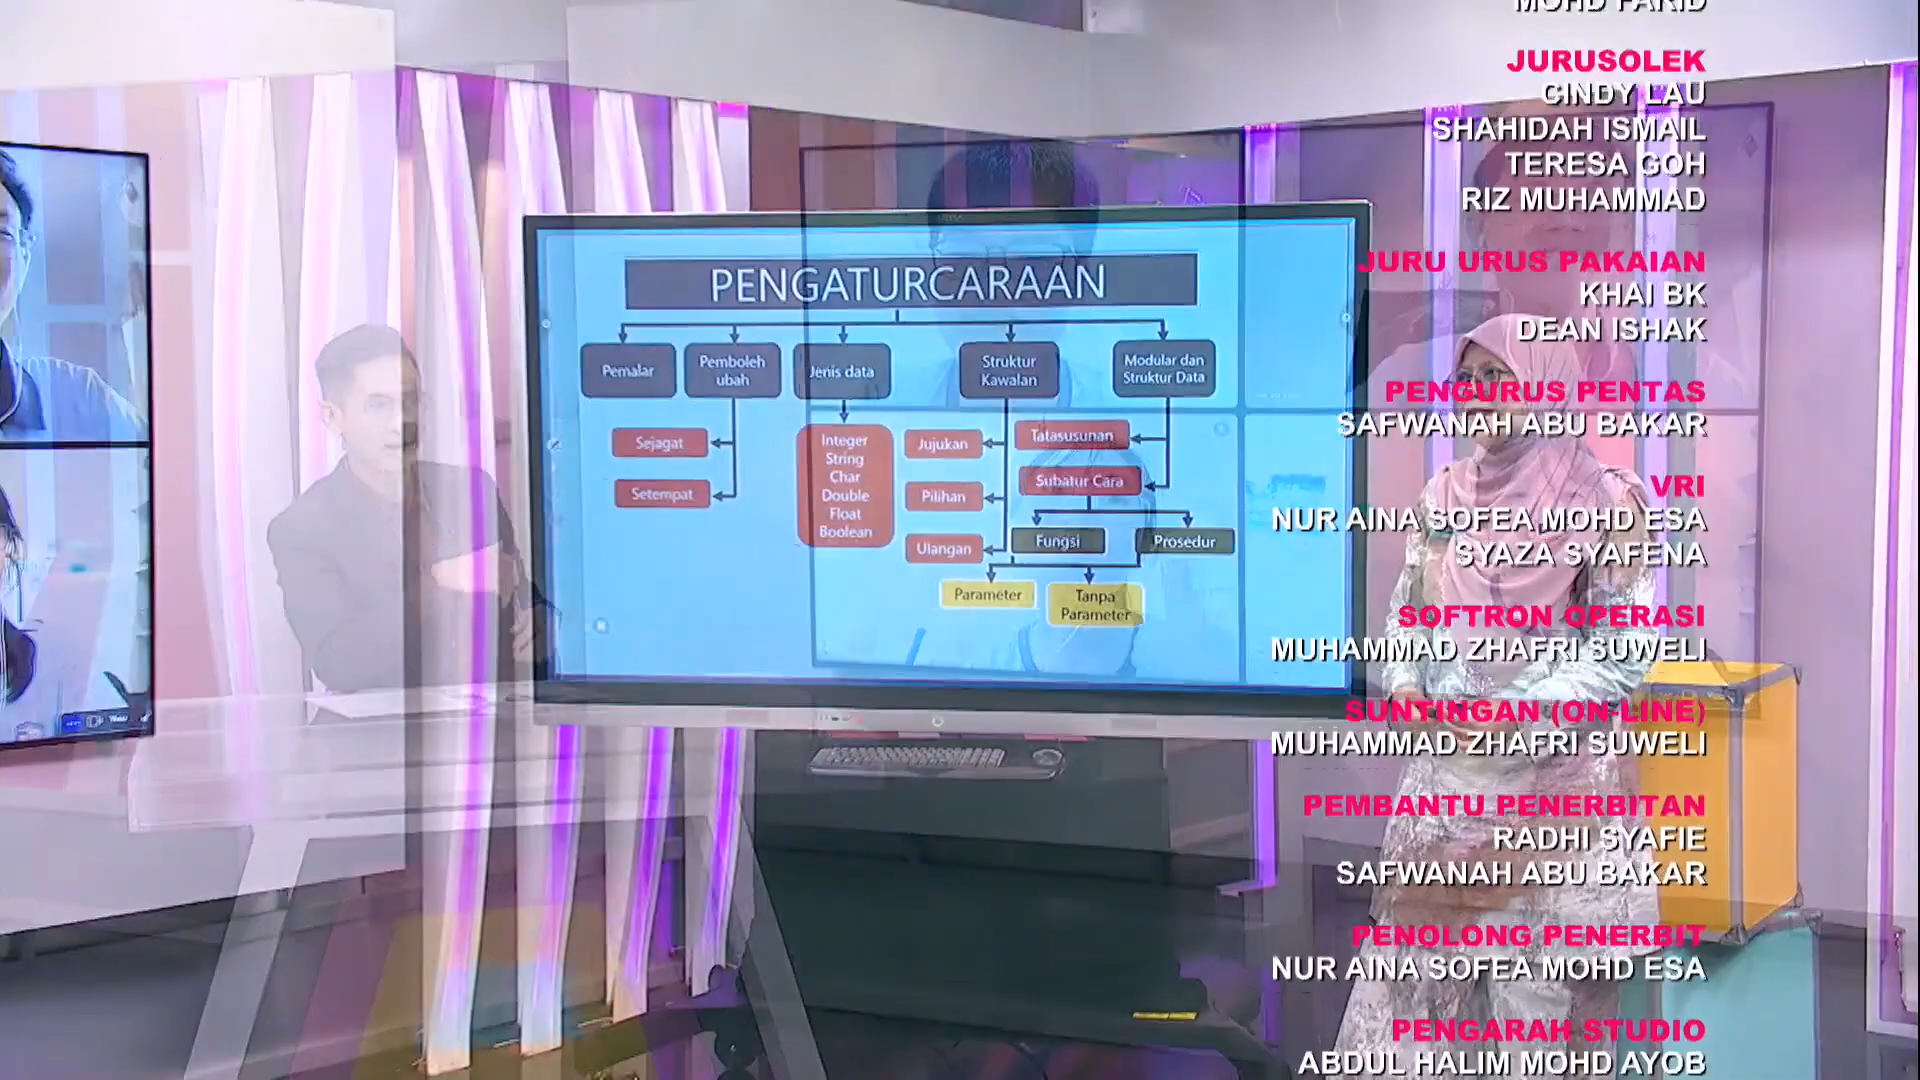 PENGATURCARAAN
Pemalar
Pemboleh
ubah
Jenis data
Struktur
Kawalan
Modular dan
Struktur Data
Sejagat
Setempat
Integer
String
Char
Double
Float
Boolean
Jujukan
Pilihan
Ulangan
Tatasusunan
Subatur Cara
Fungsi
Prosedur
Parameter
Tanpa
Parameter
MOHD FARID
JURUSOLEK
CINDY LAU
SHAHIDAH ISMAIL
TERESA GOH
RIZ MUHAMMAD
JURU URUS PAKAIAN
KHAI BK
DEAN ISHAK
PENGURUS PENTAS
SAFWANAH ABU BAKAR
VRI
NUR AINA SOFEA MOHD ESA
SYAZA SYAFENA
SOFTRON OPERASI
MUHAMMAD ZHAFRI SUWELI
SUNTINGAN (ON-LINE)
MUHAMMAD ZHAFRI SUWELI
PEMBANTU PENERBITAN
RADHI SYAFIE
SAFWANAH ABU BAKAR
PENOLONG PENERBIT
NUR AINA SOFEA MOHD ESA
PENGARAH STUDIO
ABDUL HALIM MOHD AYOB